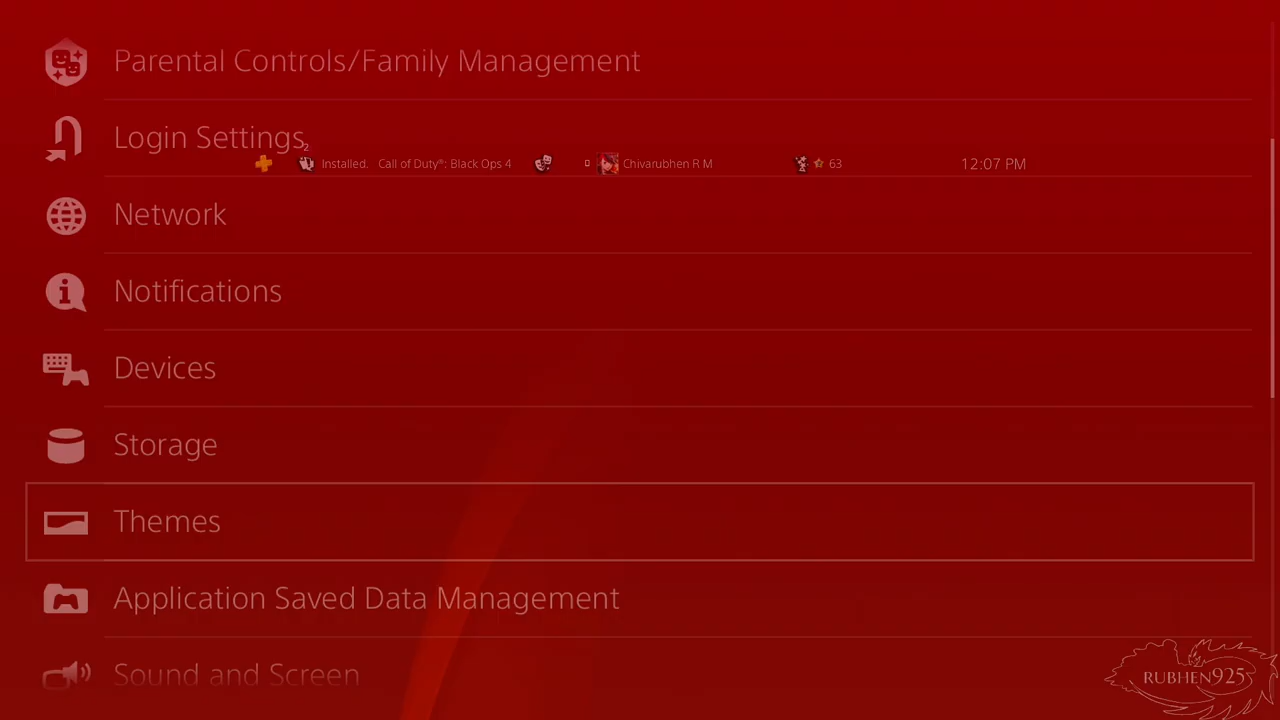 Parental Controls/Family Management
Login Settings
2
Installed. Call of Duty®: Black Ops 4 Chivarubhen R M 63 12:07 PM
Network
Notifications
Devices
Storage
Themes
Application Saved Data Management
Sound and Screen
RUBHEN925